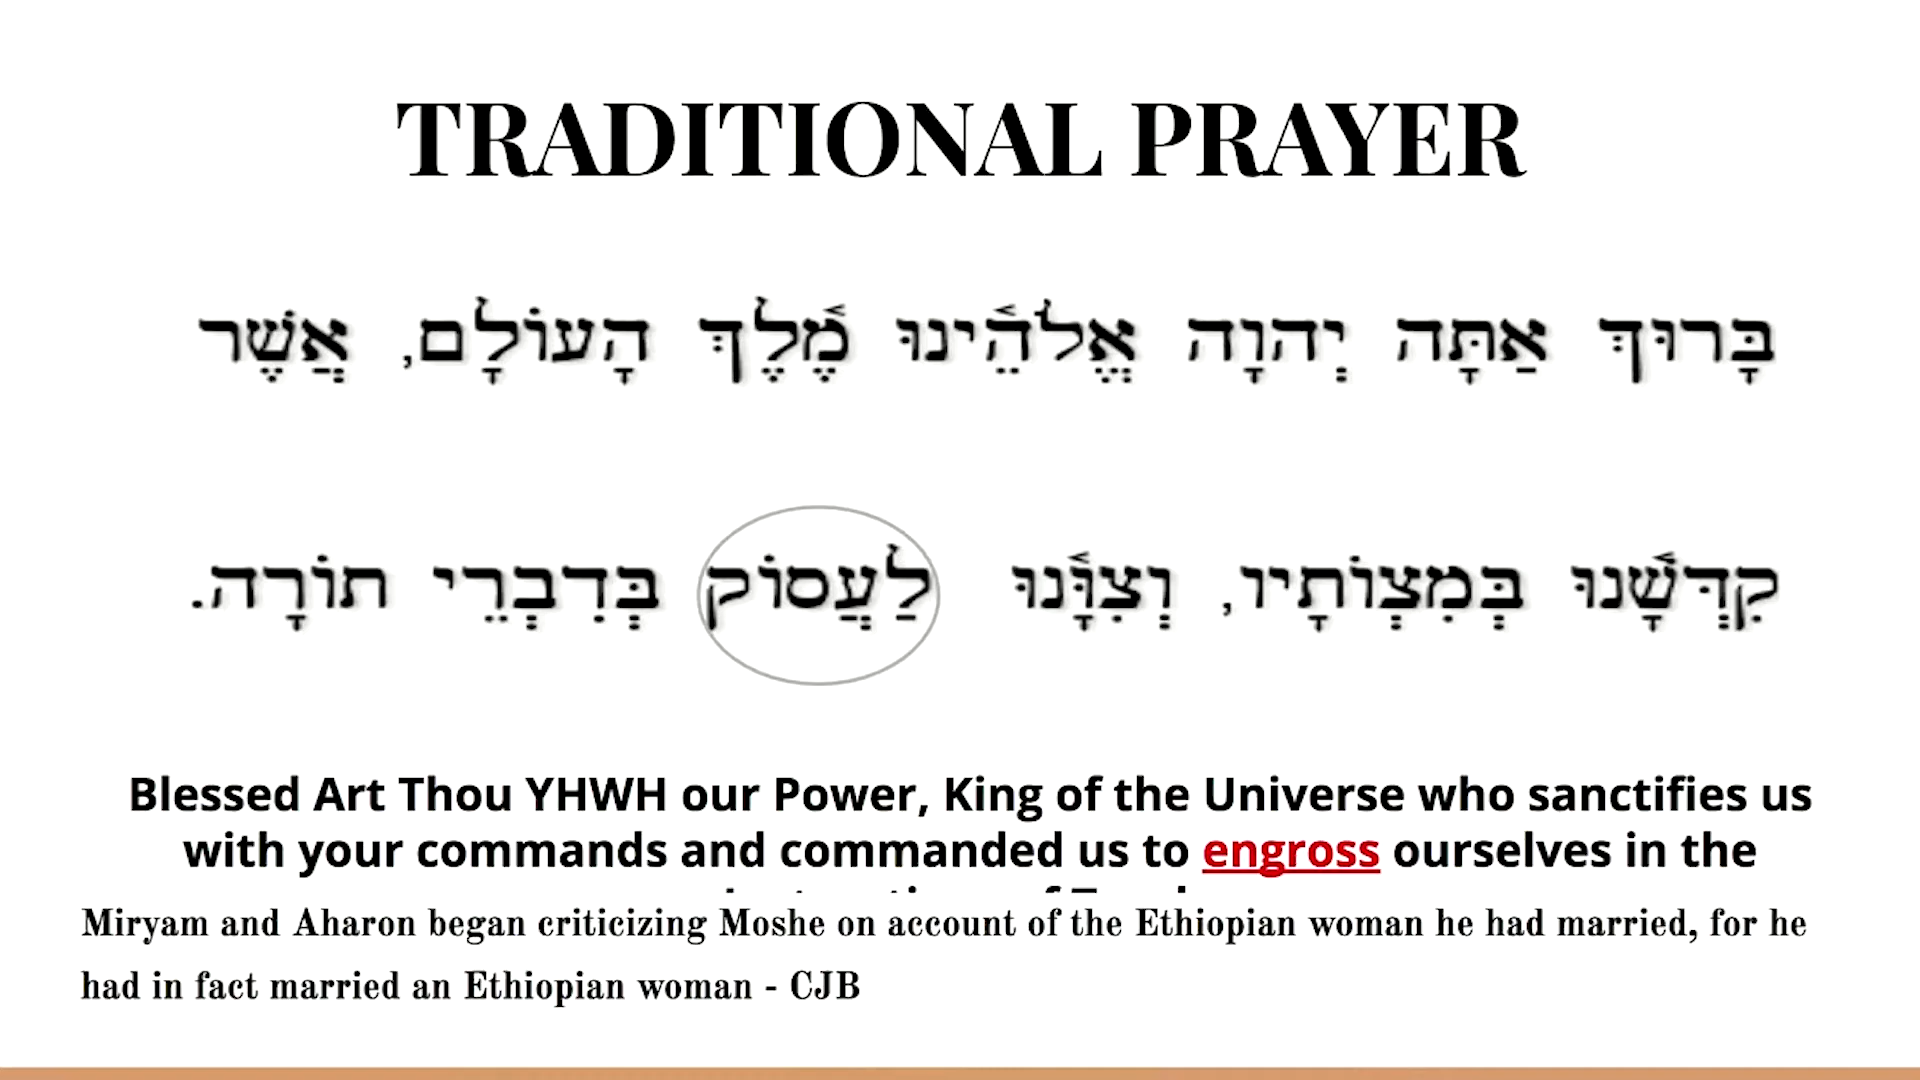 TRADITIONAL PRAYER
בָּרוּךְ אַתָּה יְהוָה אֱלֹהֵ֫ינוּ מֶ֫לֶךְ הָעוֹלָם, אֲשֶׁר
קִדְּשָׁ֫נוּ בְּמִצְוֹתָיו, וְצִוָּ֫נוּ לַעֲסוֹק בְּדִבְרֵי תוֹרָה.
Blessed Art Thou YHWH our Power, King of the Universe who sanctifies us
with your commands and commanded us to engross ourselves in the
of
Miryam and Aharon began criticizing Moshe on account of the Ethiopian woman he had married, for he
had in fact married an Ethiopian woman - CJB